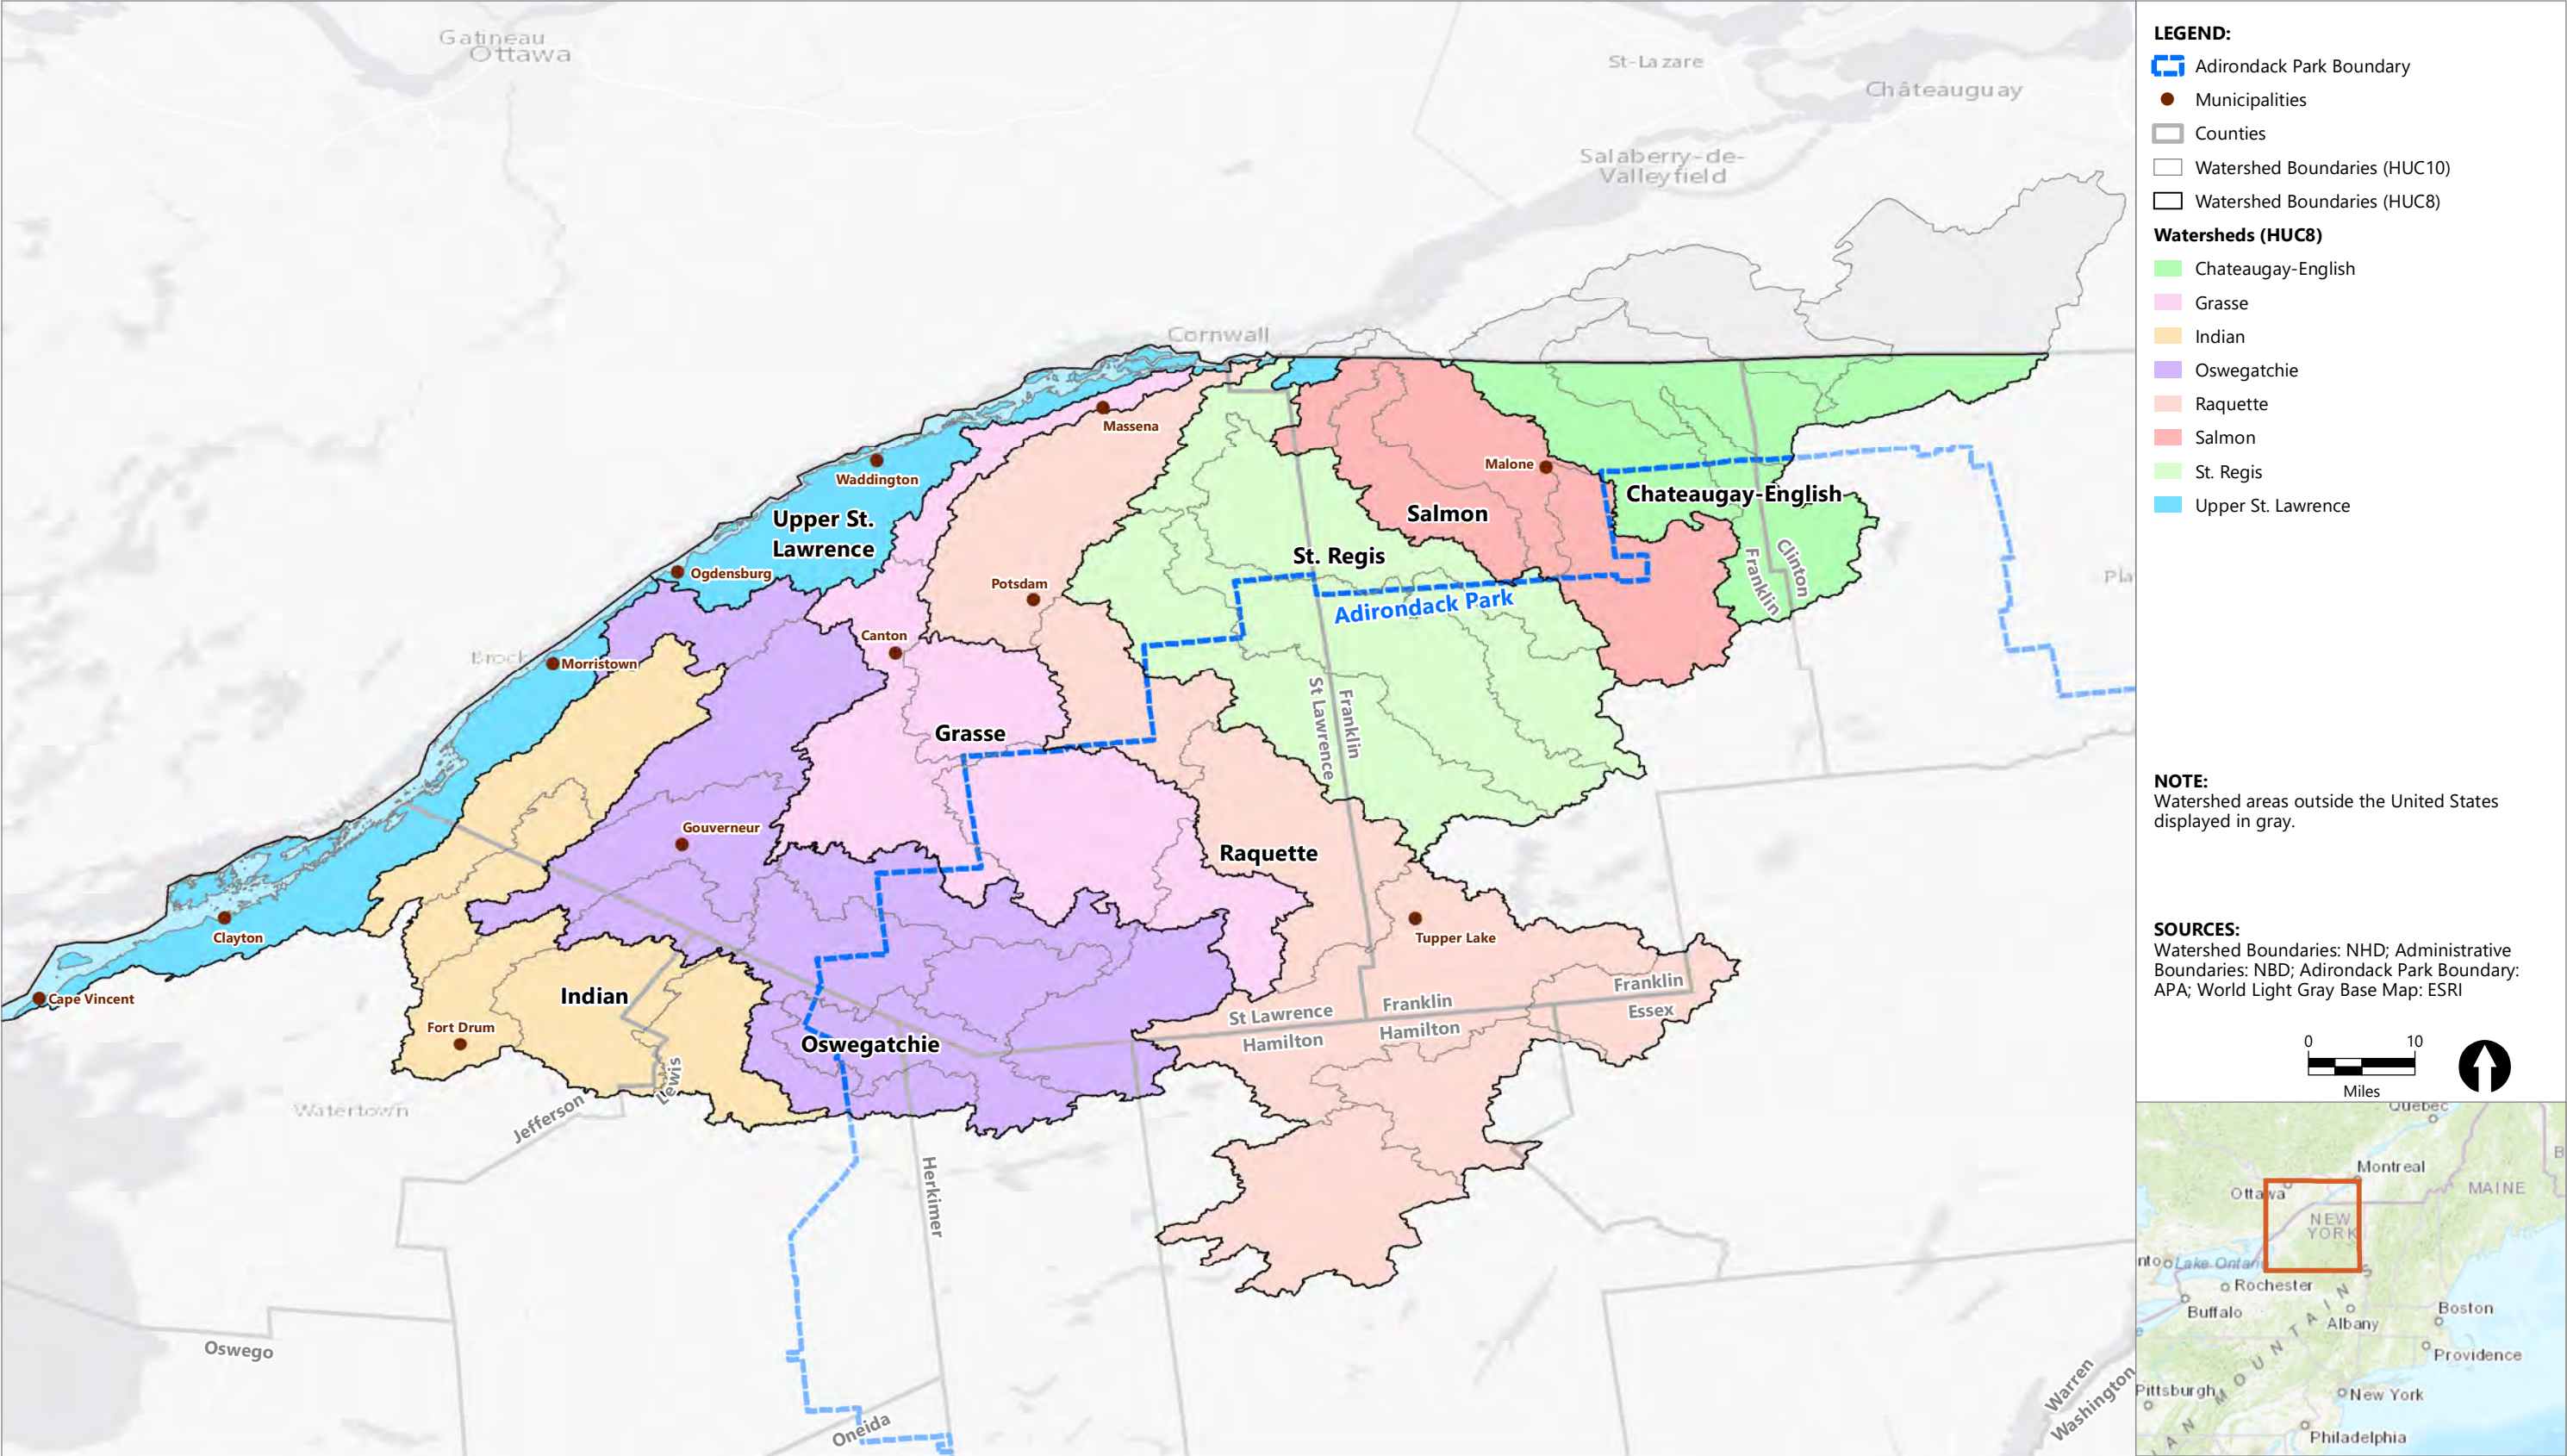 Gatineau
Ottawa
St-Lazare
Châteauguay
Salaberry-de-
Valleyfield
Cornwall
Massena
Waddington
Malone
Chateaugay-English
Salmon
Upper St.
Lawrence
St. Regis
Ogdensburg
Potsdam
Adirondack Park
Clinton
Franklin
Pla
Canton
Brock
Morristown
St Lawrence
Franklin
Grasse
Gouverneur
Raquette
Clayton
Tupper Lake
Cape Vincent
Indian
Franklin
Essex
Franklin
Hamilton
St Lawrence
Hamilton
Fort Drum
Oswegatchie
Lewis
Jefferson
Watertown
Herkimer
Oswego
Oneida
Warren
Washington
LEGEND:
Adirondack Park Boundary
Municipalities
Counties
Watershed Boundaries (HUC10)
Watershed Boundaries (HUC8)
Watersheds (HUC8)
Chateaugay-English
Grasse
Indian
Oswegatchie
Raquette
Salmon
St. Regis
Upper St. Lawrence
NOTE:
Watershed areas outside the United States
displayed in gray.
SOURCES:
Watershed Boundaries: NHD; Administrative
Boundaries: NBD; Adirondack Park Boundary:
APA; World Light Gray Base Map: ESRI
0 10
Miles
Quebec
Montreal
Ottawa
MAINE
NEW
YORK
nto
Lake Ontari
Rochester
Buffalo
Albany
Boston
Providence
Pittsburgh
New York
Philadelphia
AN MOUNTAINS